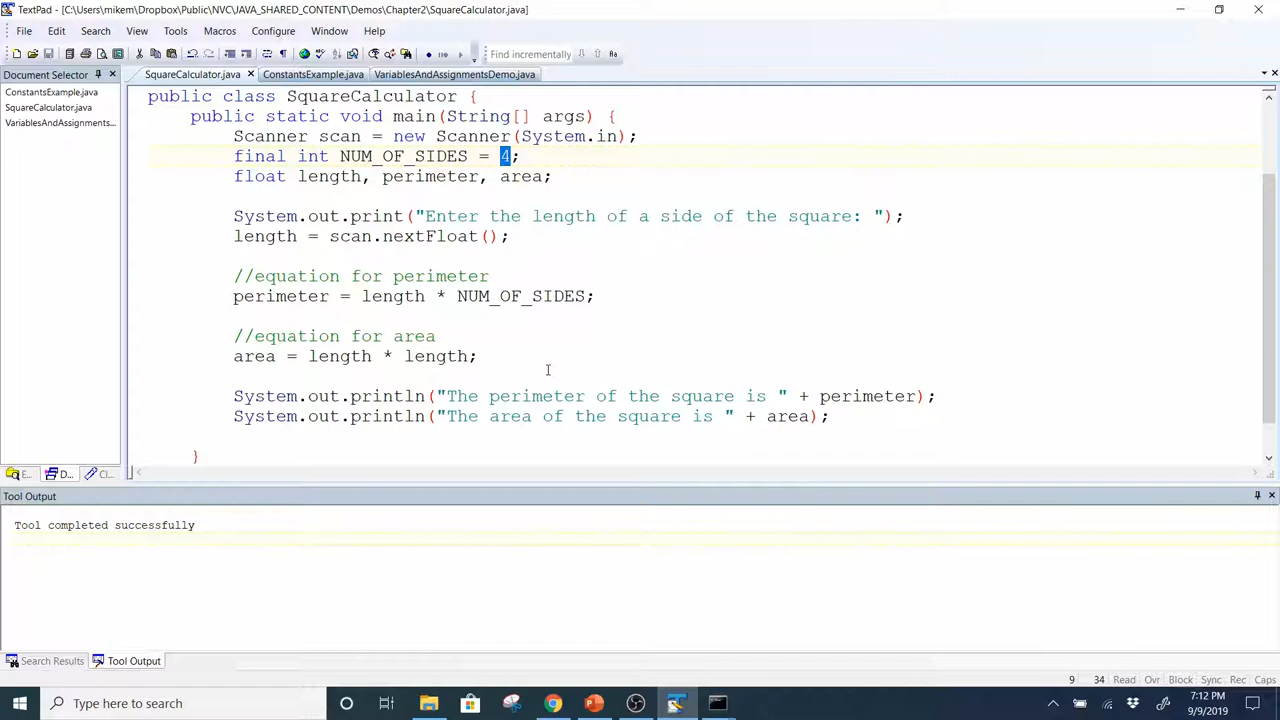 TextPad - [C:\Users\mikem\Dropbox\Public\NVC\JAVA_SHARED_CONTENT\Demos\Chapter2\SquareCalculator.java]
File Edit Search View Tools Macros Configure Window Help
Find incrementally
Document Selector
SquareCalculator.java ConstantsExample.java VariablesAndAssignmentsDemo.java
ConstantsExample.java
SquareCalculator.java
VariablesAndAssignments...
public class SquareCalculator {
public static void main(String[] args) {
Scanner scan = new Scanner(System.in);
final int NUM_OF_SIDES = 4;
float length, perimeter, area;
System.out.print("Enter the length of a side of the square: ");
length = scan.nextFloat();
//equation for perimeter
perimeter = length * NUM_OF_SIDES;
//equation for area
area = length * length;
System.out.println("The perimeter of the square is " + perimeter);
System.out.println("The area of the square is " + area);
}
E... D... Cl...
Tool Output
Tool completed successfully
Search Results Tool Output
9 34 Read Ovr Block Sync Rec Caps
Type here to search
7:12 PM
9/9/2019